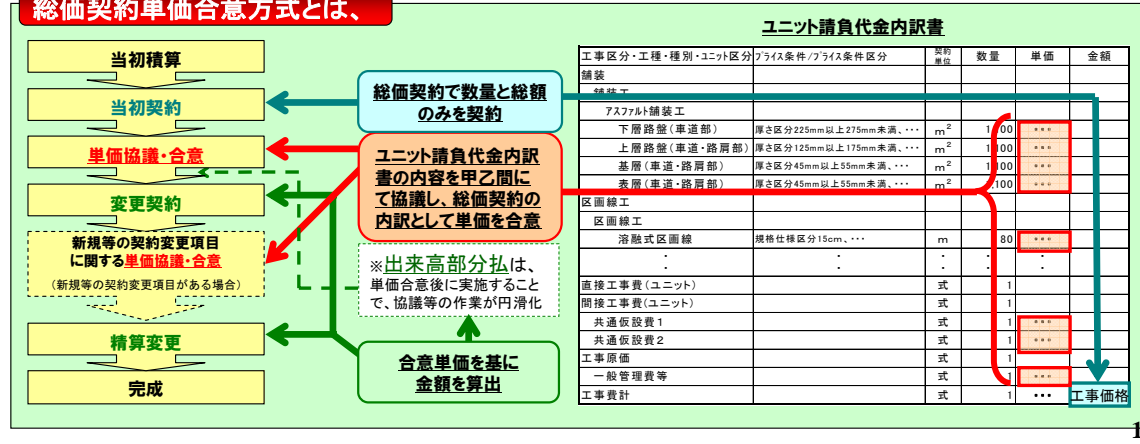 総価契約単価合意方式とは、
当初積算
当初契約
単価協議・合意
変更契約
新規等の契約変更項目
に関する単価協議・合意
(新規等の契約変更項目がある場合)
精算変更
完成
総価契約で数量と総額
のみを契約
ユニット請負代金内訳
書の内容を甲乙間に
て協議し、総価契約の
内訳として単価を合意
※出来高部分払は、
単価合意後に実施すること
で、協議等の作業が円滑化
合意単価を基に
金額を算出
ユニット請負代金内訳書
工事区分・工種・種別・ユニット区分 プライス条件/プライス条件区分 契約単位 数量 単価 金額
舗装
舗装工
アスファルト舗装工
下層路盤(車道部) 厚さ区分225mm以上275mm未満、・・・ m2
上層路盤(車道・路肩部) 厚さ区分125mm以上175mm未満、・・・ m2
基層(車道・路肩部) 厚さ区分45mm以上55mm未満、・・・ m2
表層(車道・路肩部) 厚さ区分45mm以上55mm未満、・・・ m2
区画線工
区画線工
溶融式区画線 規格仕様区分15cm、・・・ m 80
: : : : :
直接工事費(ユニット) 式 1
間接工事費(ユニット) 式 1
共通仮設費1 式 1
共通仮設費2 式 1
工事原価 式 1
一般管理費等 式 1
工事費計 式 1 ・・・ 工事価格
1